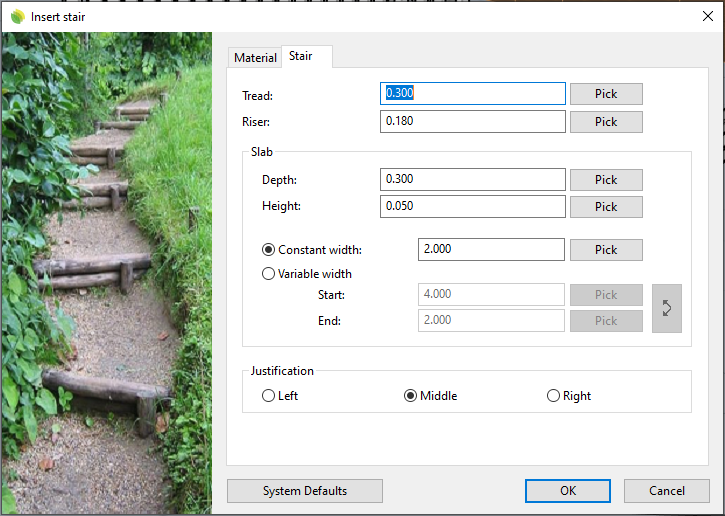 Insert stair
Material Stair
Tread: 0.300 Pick
Riser: 0.180 Pick
Slab
Depth: 0.300 Pick
Height: 0.050 Pick
Constant width: 2.000 Pick
Variable width
Start: 4.000 Pick
End: 2.000 Pick
Justification
Left Middle Right
System Defaults OK Cancel